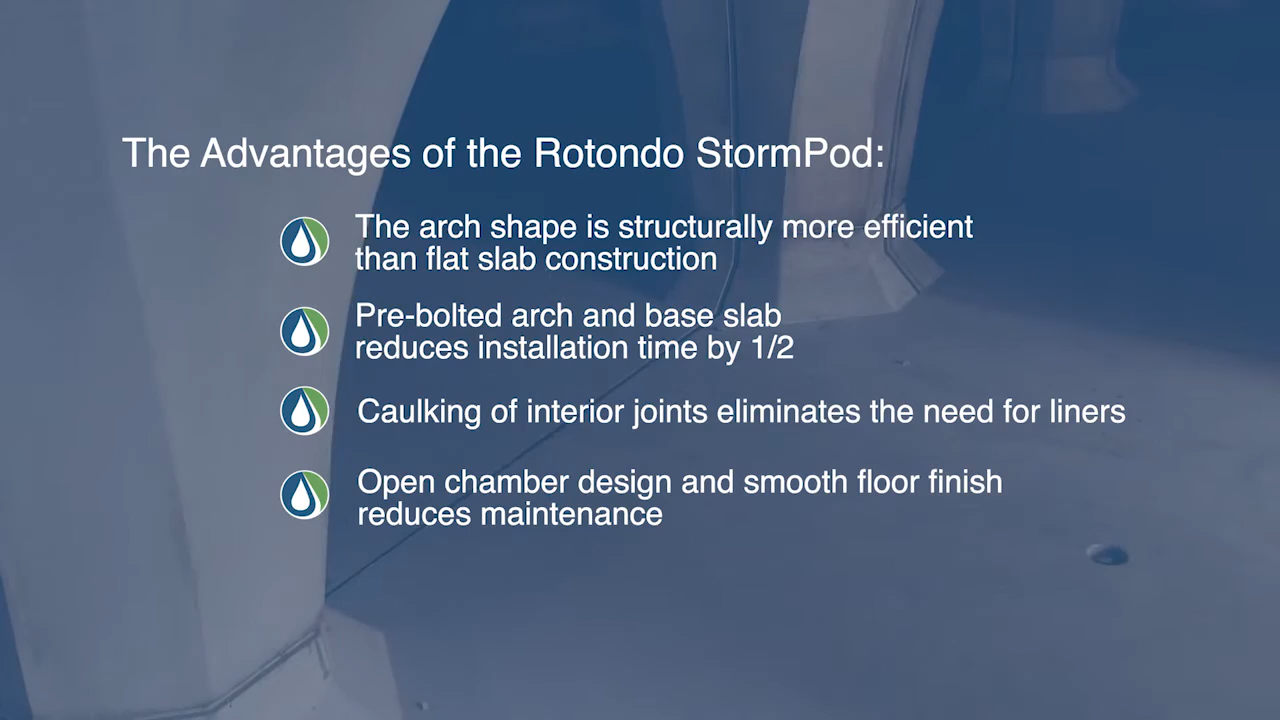 The Advantages of the Rotondo StormPod:
The arch shape is structurally more efficient
than flat slab construction
Pre-bolted arch and base slab
reduces installation time by 1/2
Caulking of interior joints eliminates the need for liners
Open chamber design and smooth floor finish
reduces maintenance